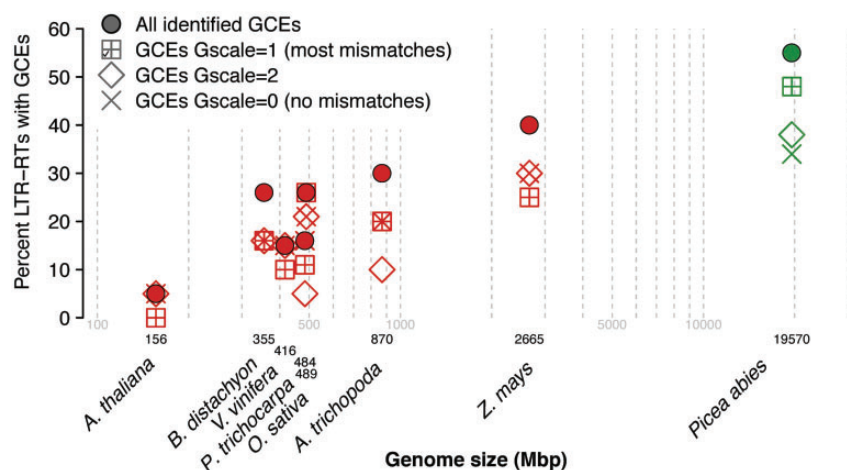 Percent LTR–RTs with GCEs
60
50
40
30
20
10
0
All identified GCEs
GCEs Gscale=1 (most mismatches)
GCEs Gscale=2
GCEs Gscale=0 (no mismatches)
100
500
1000
5000
10000
156
355
416
484
489
870
2665
19570
A. thaliana
B. distachyon
V. vinifera
P. trichocarpa
O. sativa
A. trichopoda
Z. mays
Picea abies
Genome size (Mbp)